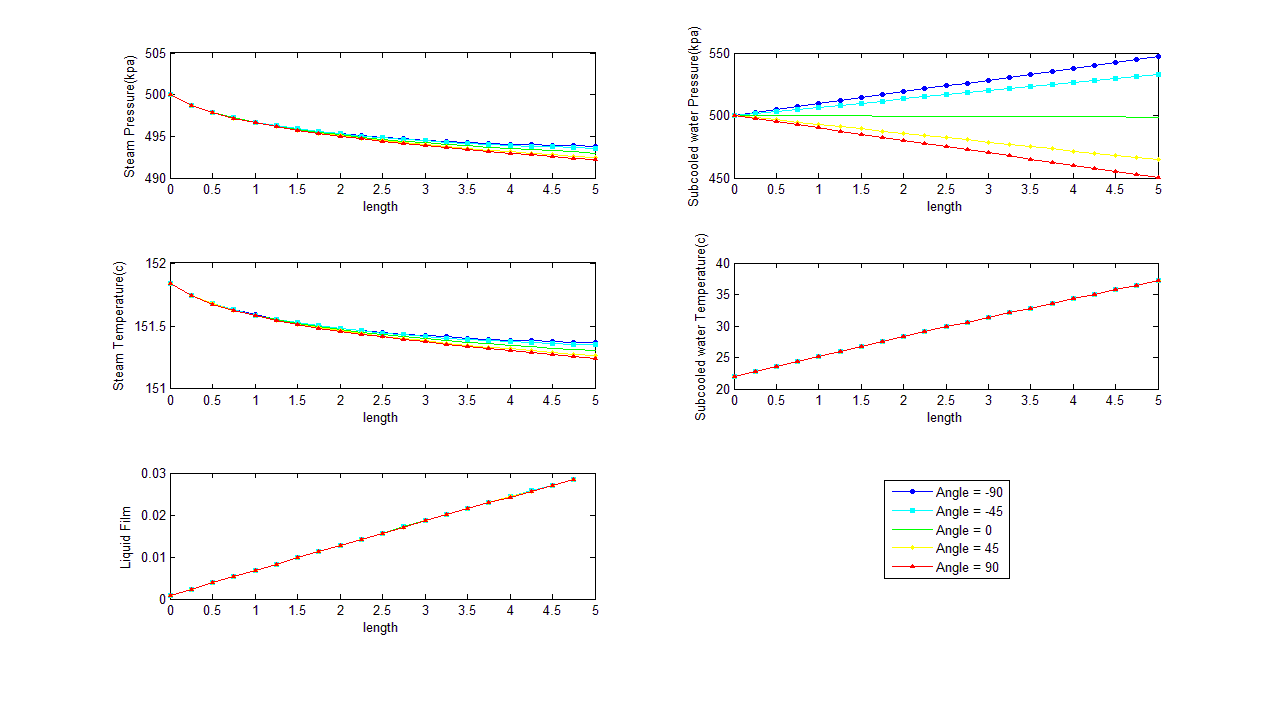 505
500
495
490
Steam Pressure(kpa)
0 0.5 1 1.5 2 2.5 3 3.5 4 4.5 5
length
550
500
450
Subcooled water Pressure(kpa)
0 0.5 1 1.5 2 2.5 3 3.5 4 4.5 5
length
152
151.5
151
Steam Temperature(c)
0 0.5 1 1.5 2 2.5 3 3.5 4 4.5 5
length
40
35
30
25
20
Subcooled water Temperature(c)
0 0.5 1 1.5 2 2.5 3 3.5 4 4.5 5
length
0.03
0.02
0.01
0
Liquid Film
0 0.5 1 1.5 2 2.5 3 3.5 4 4.5 5
length
Angle = -90
Angle = -45
Angle = 0
Angle = 45
Angle = 90